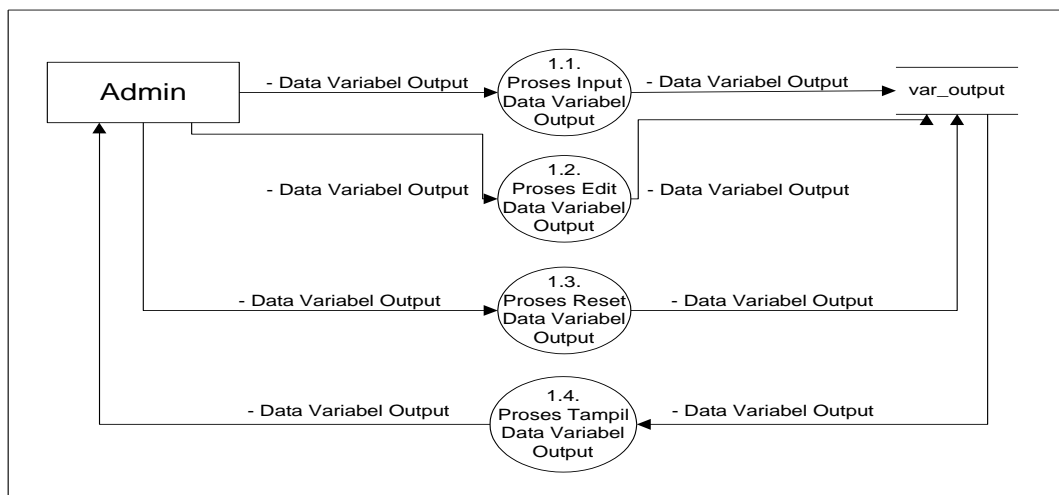 Admin
- Data Variabel Output
1.1.
Proses Input
Data Variabel
Output
- Data Variabel Output
var_output
- Data Variabel Output
1.2.
Proses Edit
Data Variabel
Output
- Data Variabel Output
- Data Variabel Output
1.3.
Proses Reset
Data Variabel
Output
- Data Variabel Output
- Data Variabel Output
1.4.
Proses Tampil
Data Variabel
Output
- Data Variabel Output